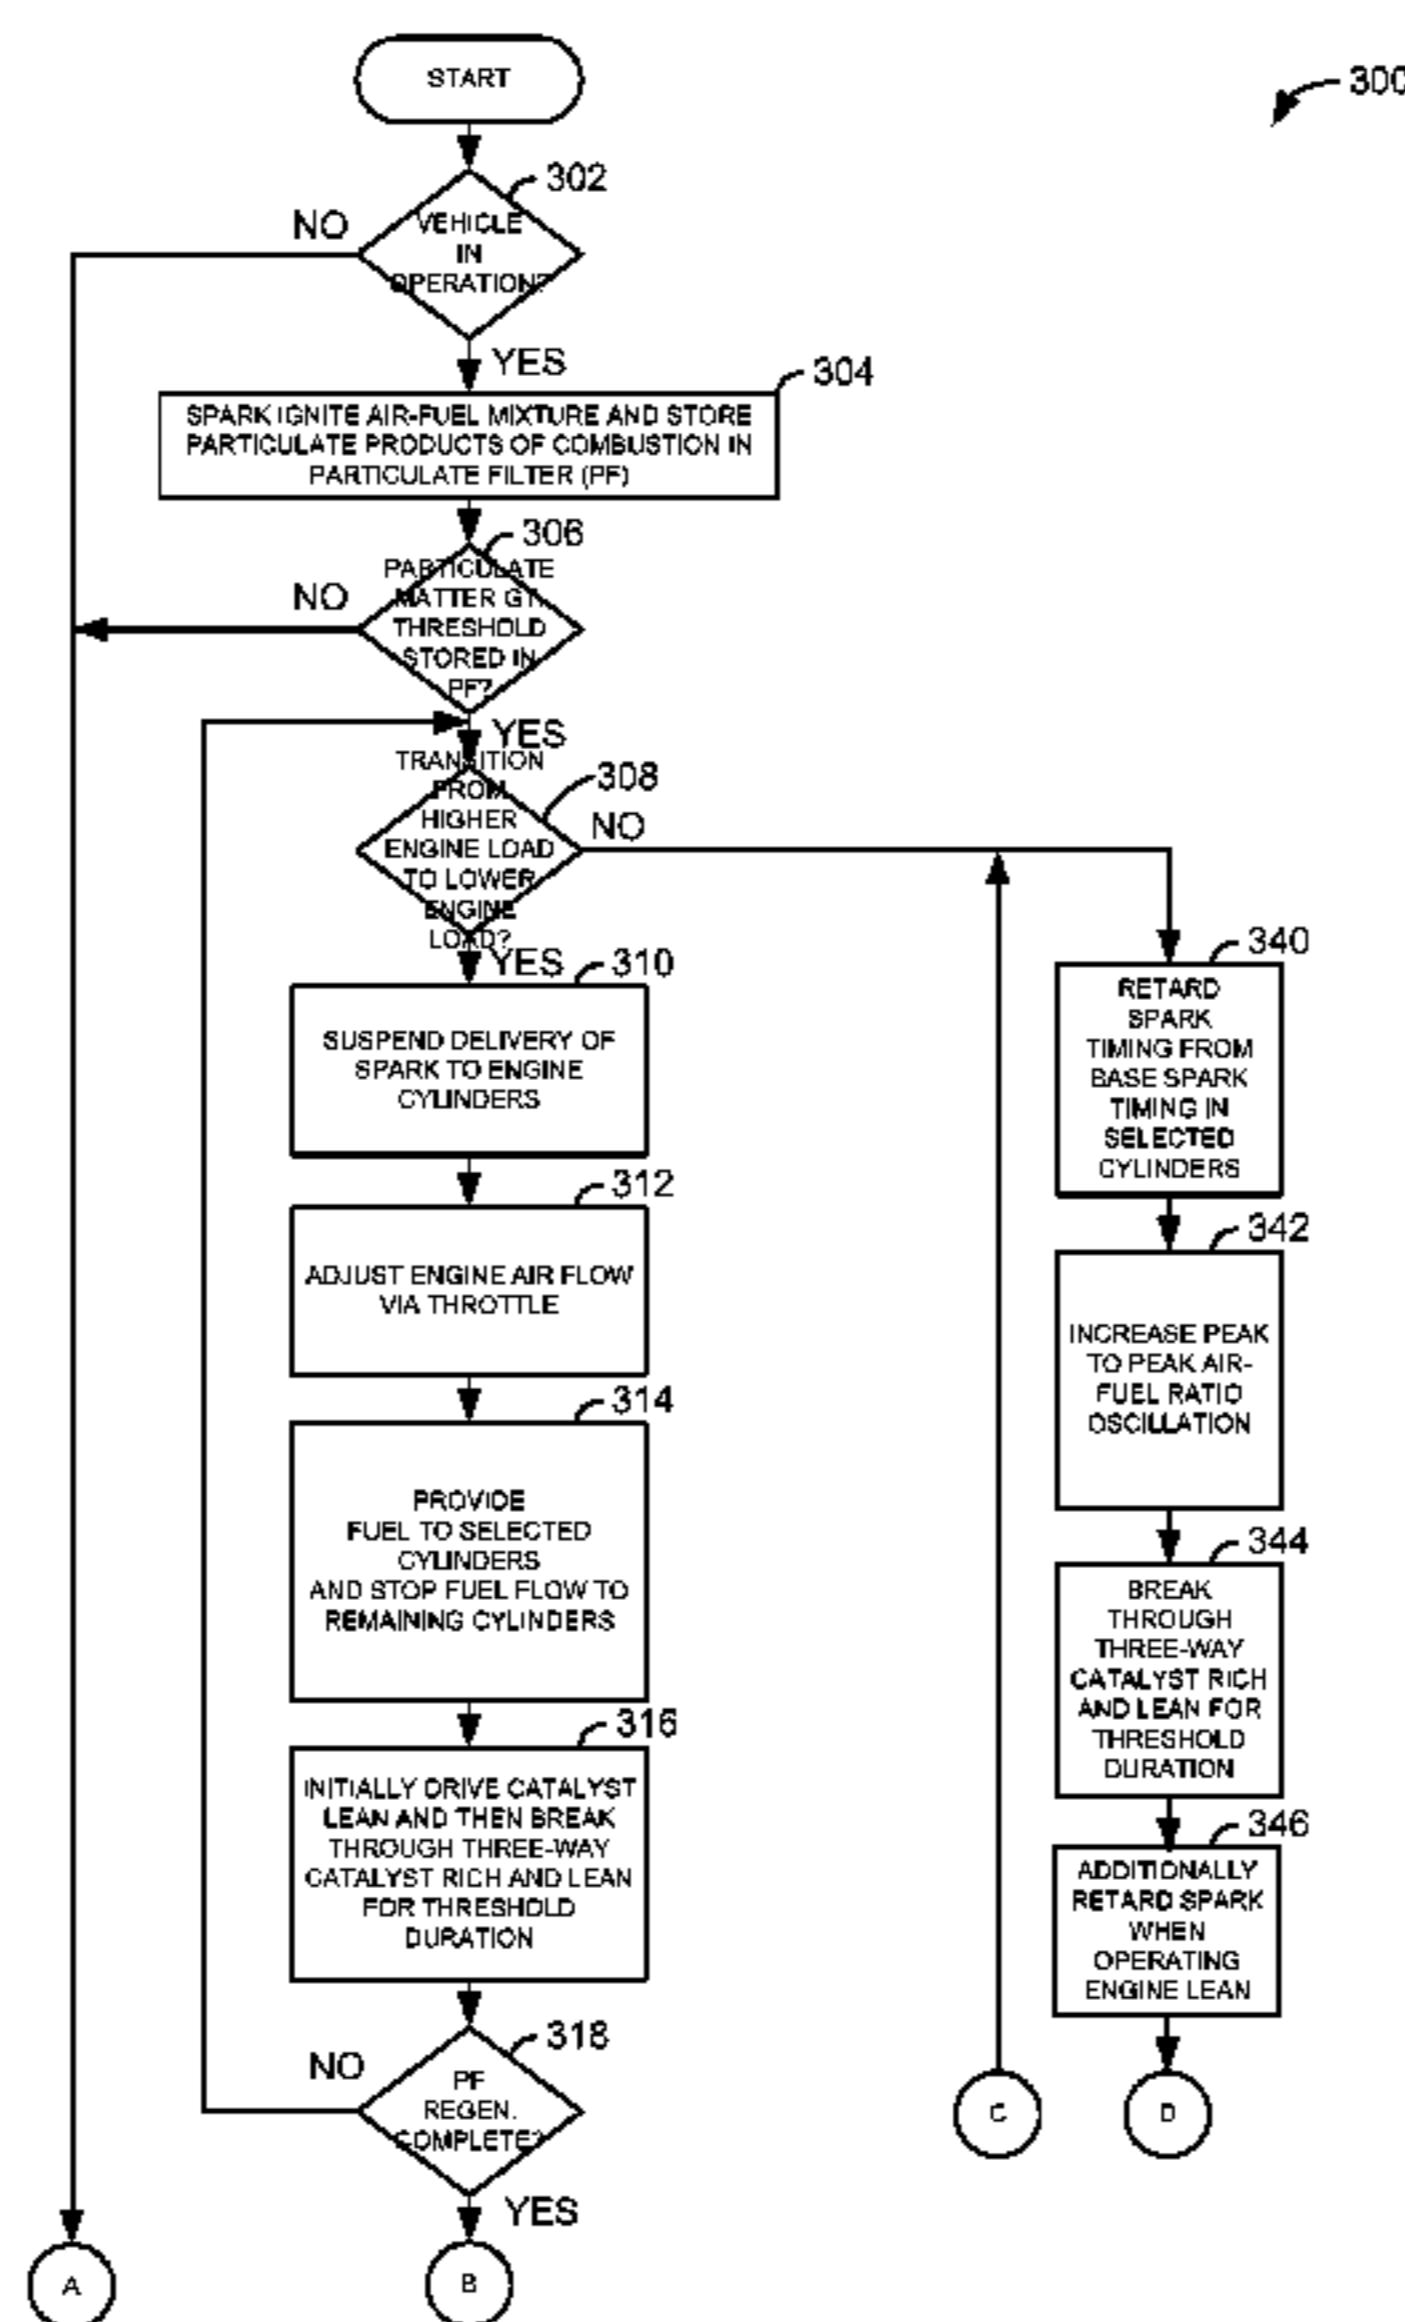 START
300
302
NO
VEHICLE
IN
OPERATION?
YES
304
SPARK IGNITE AIR-FUEL MIXTURE AND STORE
PARTICULATE PRODUCTS OF COMBUSTION IN
PARTICULATE FILTER (PF)
306
NO
PARTICULATE
MATTER GT.
THRESHOLD
STORED IN
PF?
YES
TRANSITION
FROM
HIGHER
ENGINE LOAD
TO LOWER
ENGINE
LOAD?
308
NO
YES
310
SUSPEND DELIVERY OF
SPARK TO ENGINE
CYLINDERS
312
ADJUST ENGINE AIR FLOW
VIA THROTTLE
314
PROVIDE
FUEL TO SELECTED
CYLINDERS
AND STOP FUEL FLOW TO
REMAINING CYLINDERS
316
INITIALLY DRIVE CATALYST
LEAN AND THEN BREAK
THROUGH THREE-WAY
CATALYST RICH AND LEAN
FOR THRESHOLD
DURATION
318
NO
PF
REGEN.
COMPLETE?
YES
A
B
340
RETARD
SPARK
TIMING FROM
BASE SPARK
TIMING IN
SELECTED
CYLINDERS
342
INCREASE PEAK
TO PEAK AIR-
FUEL RATIO
OSCILLATION
344
BREAK
THROUGH
THREE-WAY
CATALYST RICH
AND LEAN FOR
THRESHOLD
DURATION
346
ADDITIONALLY
RETARD SPARK
WHEN
OPERATING
ENGINE LEAN
C
D